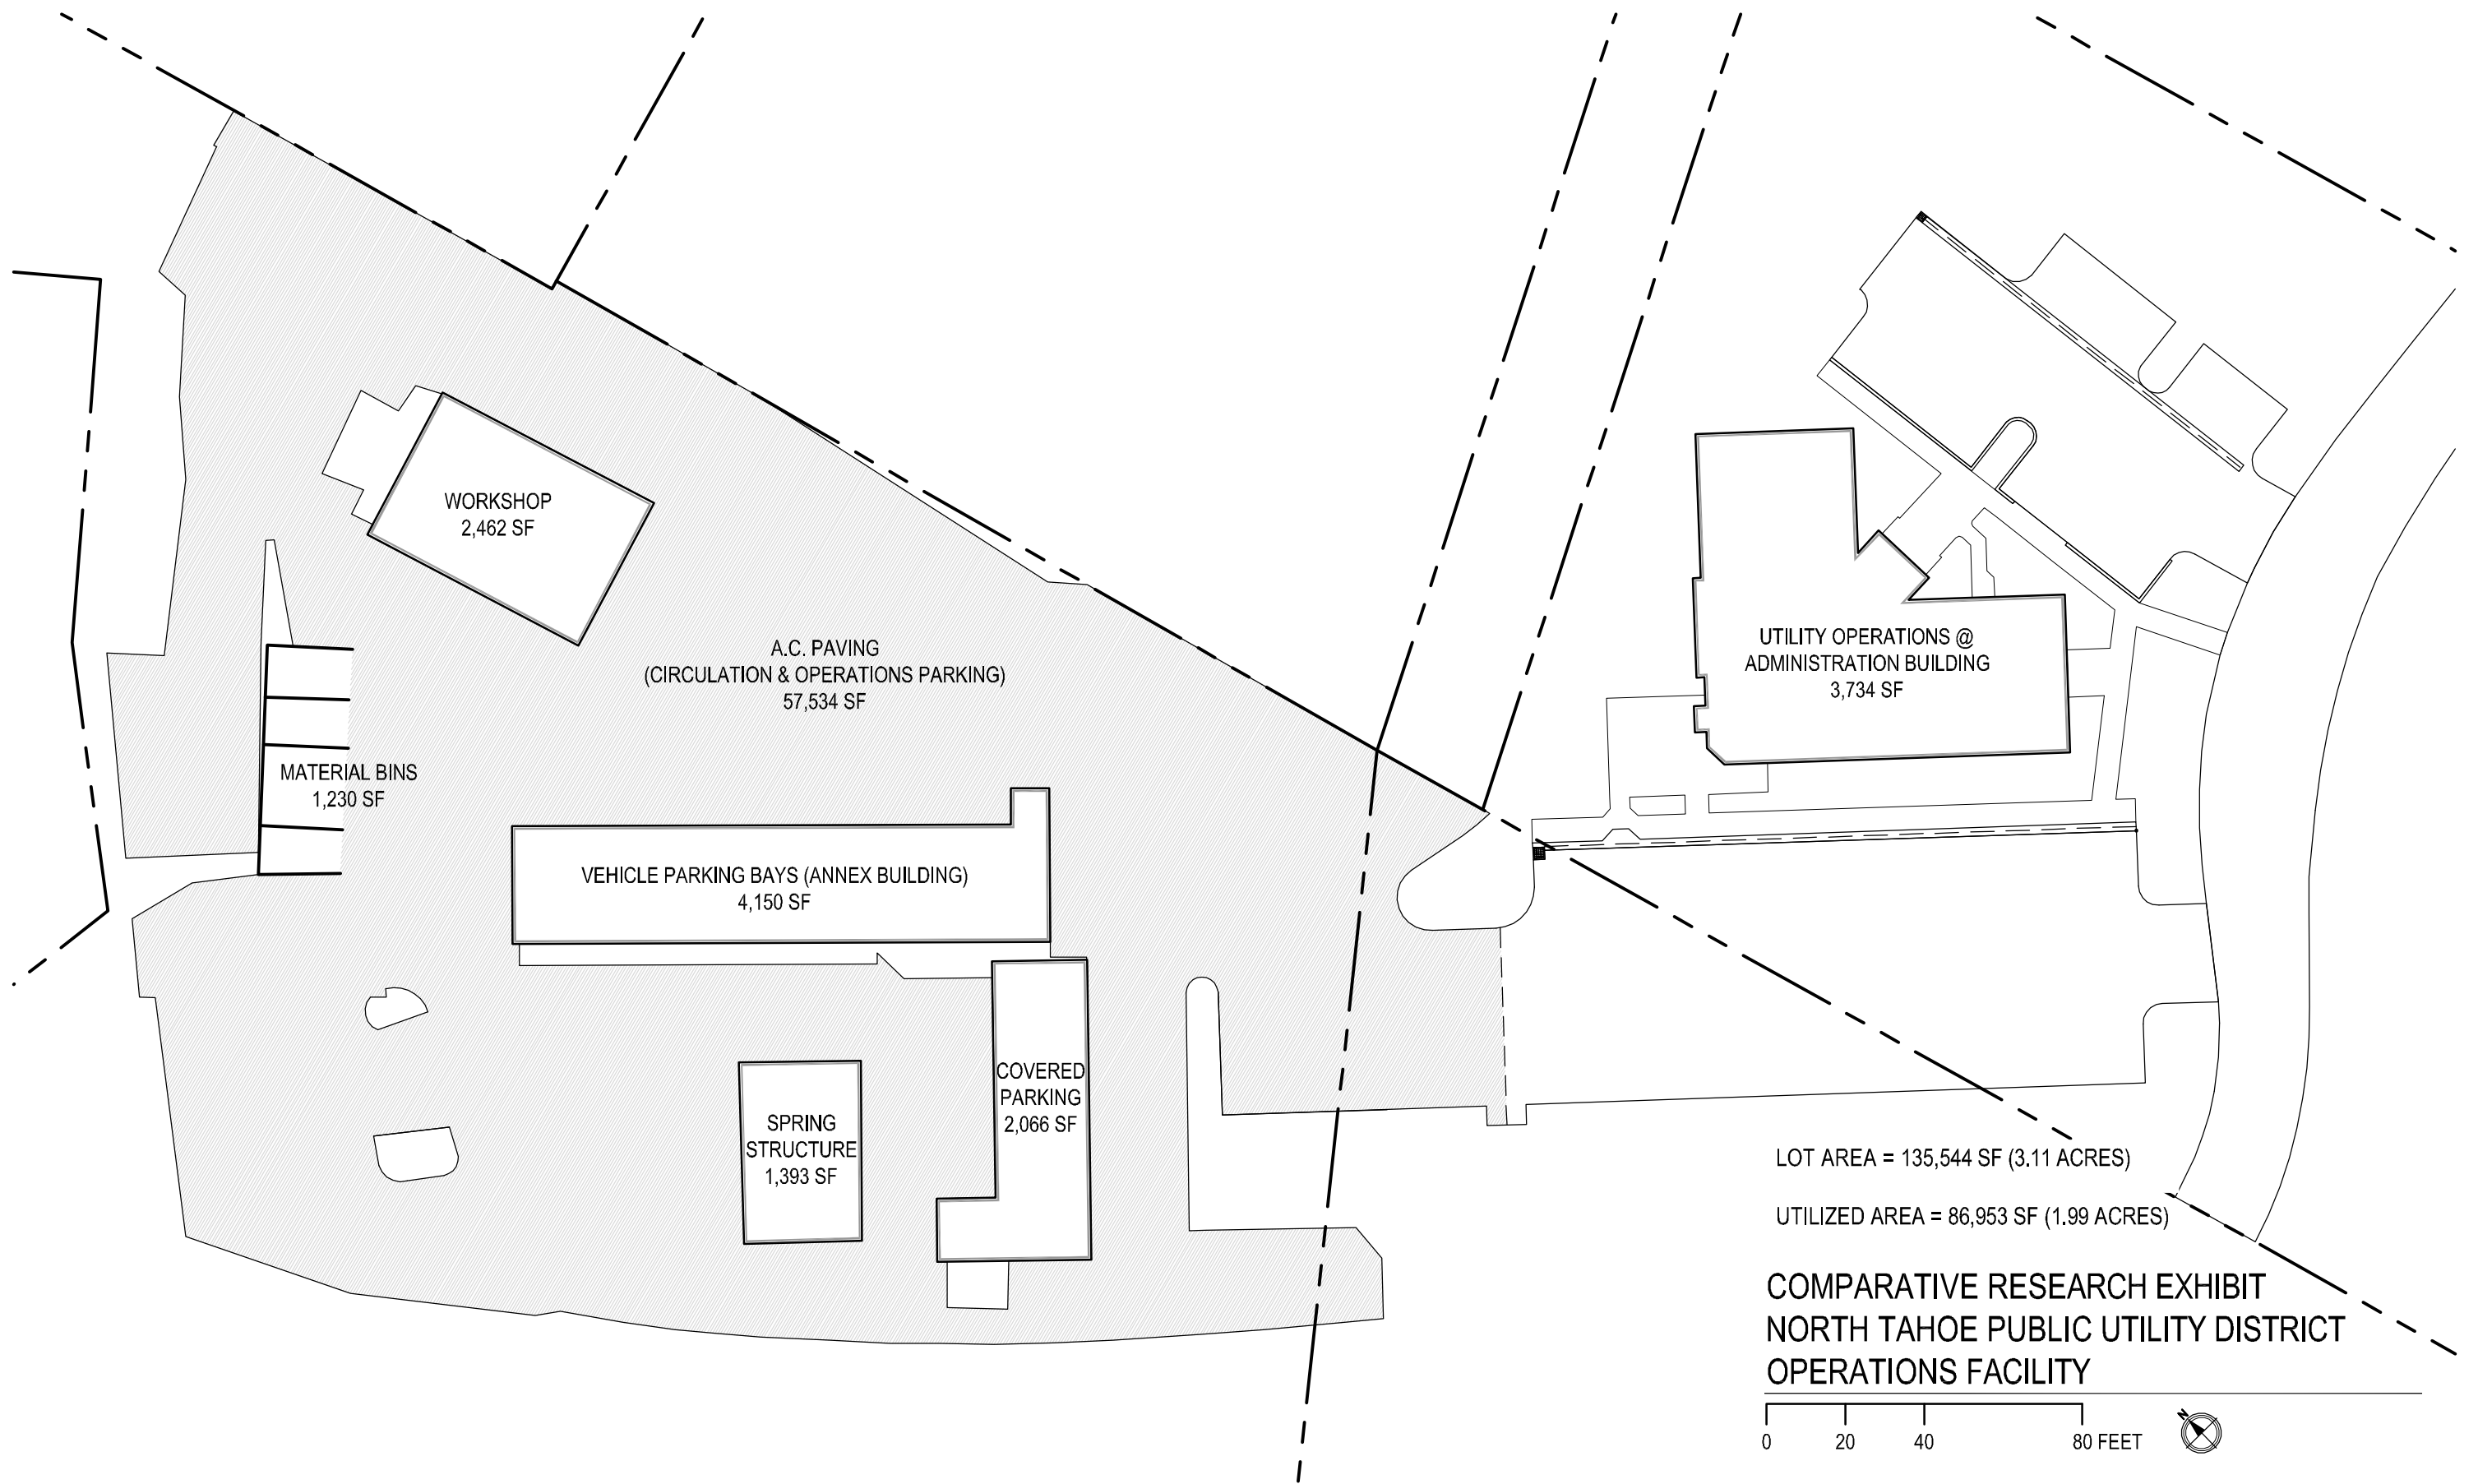 WORKSHOP
2,462 SF
A.C. PAVING
(CIRCULATION & OPERATIONS PARKING)
57,534 SF
UTILITY OPERATIONS @
ADMINISTRATION BUILDING
3,734 SF
MATERIAL BINS
1,230 SF
VEHICLE PARKING BAYS (ANNEX BUILDING)
4,150 SF
COVERED
PARKING
2,066 SF
SPRING
STRUCTURE
1,393 SF
LOT AREA = 135,544 SF (3.11 ACRES)
UTILIZED AREA = 86,953 SF (1.99 ACRES)
COMPARATIVE RESEARCH EXHIBIT
NORTH TAHOE PUBLIC UTILITY DISTRICT
OPERATIONS FACILITY
0 20 40 80 FEET
N